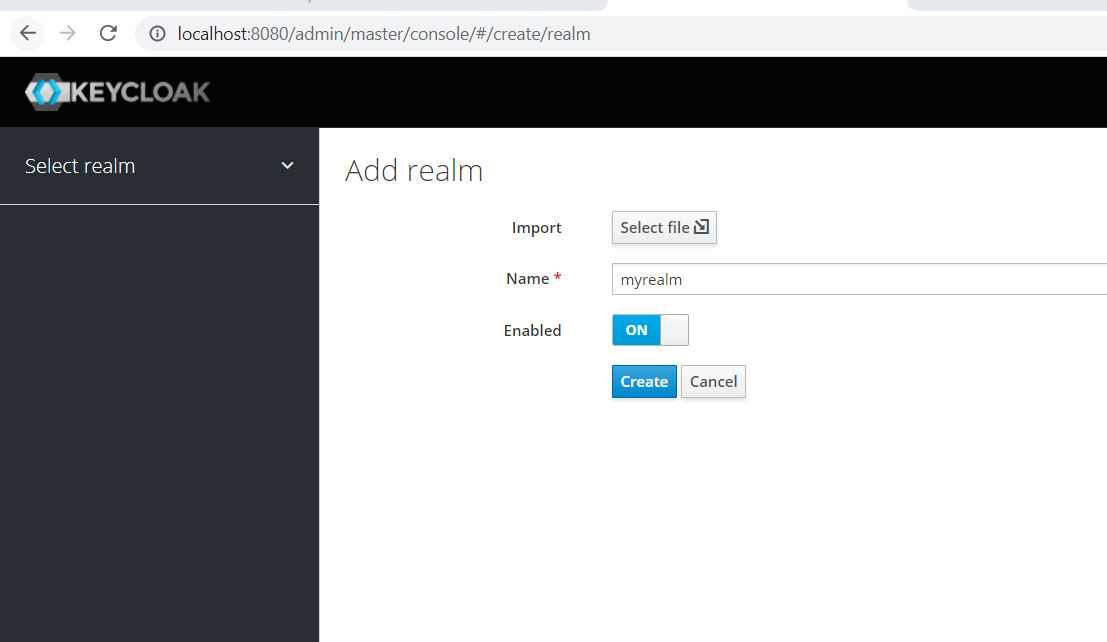 localhost:8080/admin/master/console/#/create/realm
KEYCLOAK
Select realm
Add realm
Import Select file
Name * myrealm
Enabled ON
Create Cancel